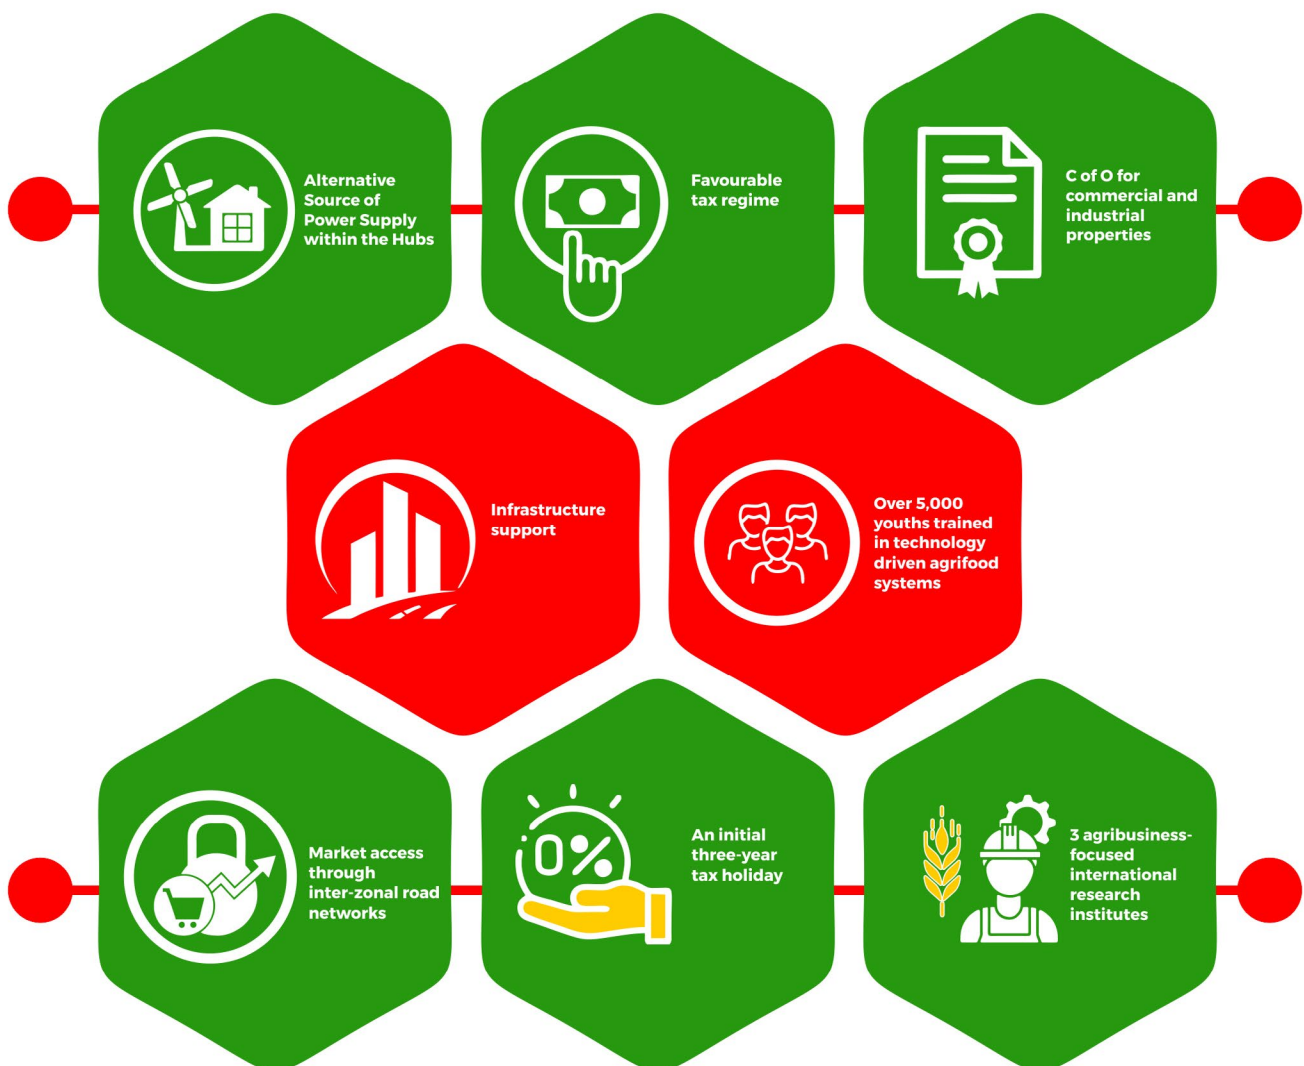 Alternative
Source of
Power Supply
within the Hubs
Favourable
tax regime
C of O for
commercial and
industrial
properties
Infrastructure
support
Over 5,000
youths trained
in technology
driven agrifood
systems
Market access
through
inter-zonal road
networks
0%
An initial
three-year
tax holiday
3 agribusiness-
focused
international
research
institutes